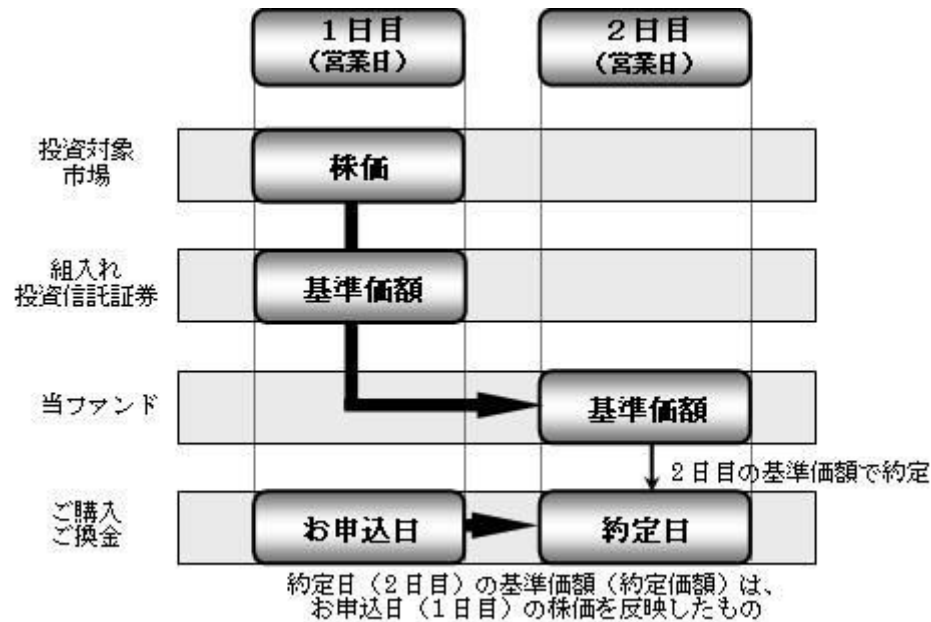 １日目
（営業日）
２日目
（営業日）
投資対象
市場
株価
組入れ
投資信託証券
基準価額
当ファンド
基準価額
２日目の基準価額で約定
ご購入
ご換金
お申込日
約定日
約定日（２日目）の基準価額（約定価額）は、
お申込日（１日目）の株価を反映したもの